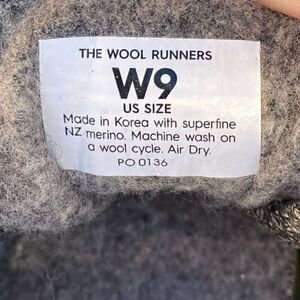 THE WOOL RUNNERS
W9
US SIZE
Made in Korea with superfine
NZ merino. Machine wash on
a wool cycle. Air Dry.
PO 0136